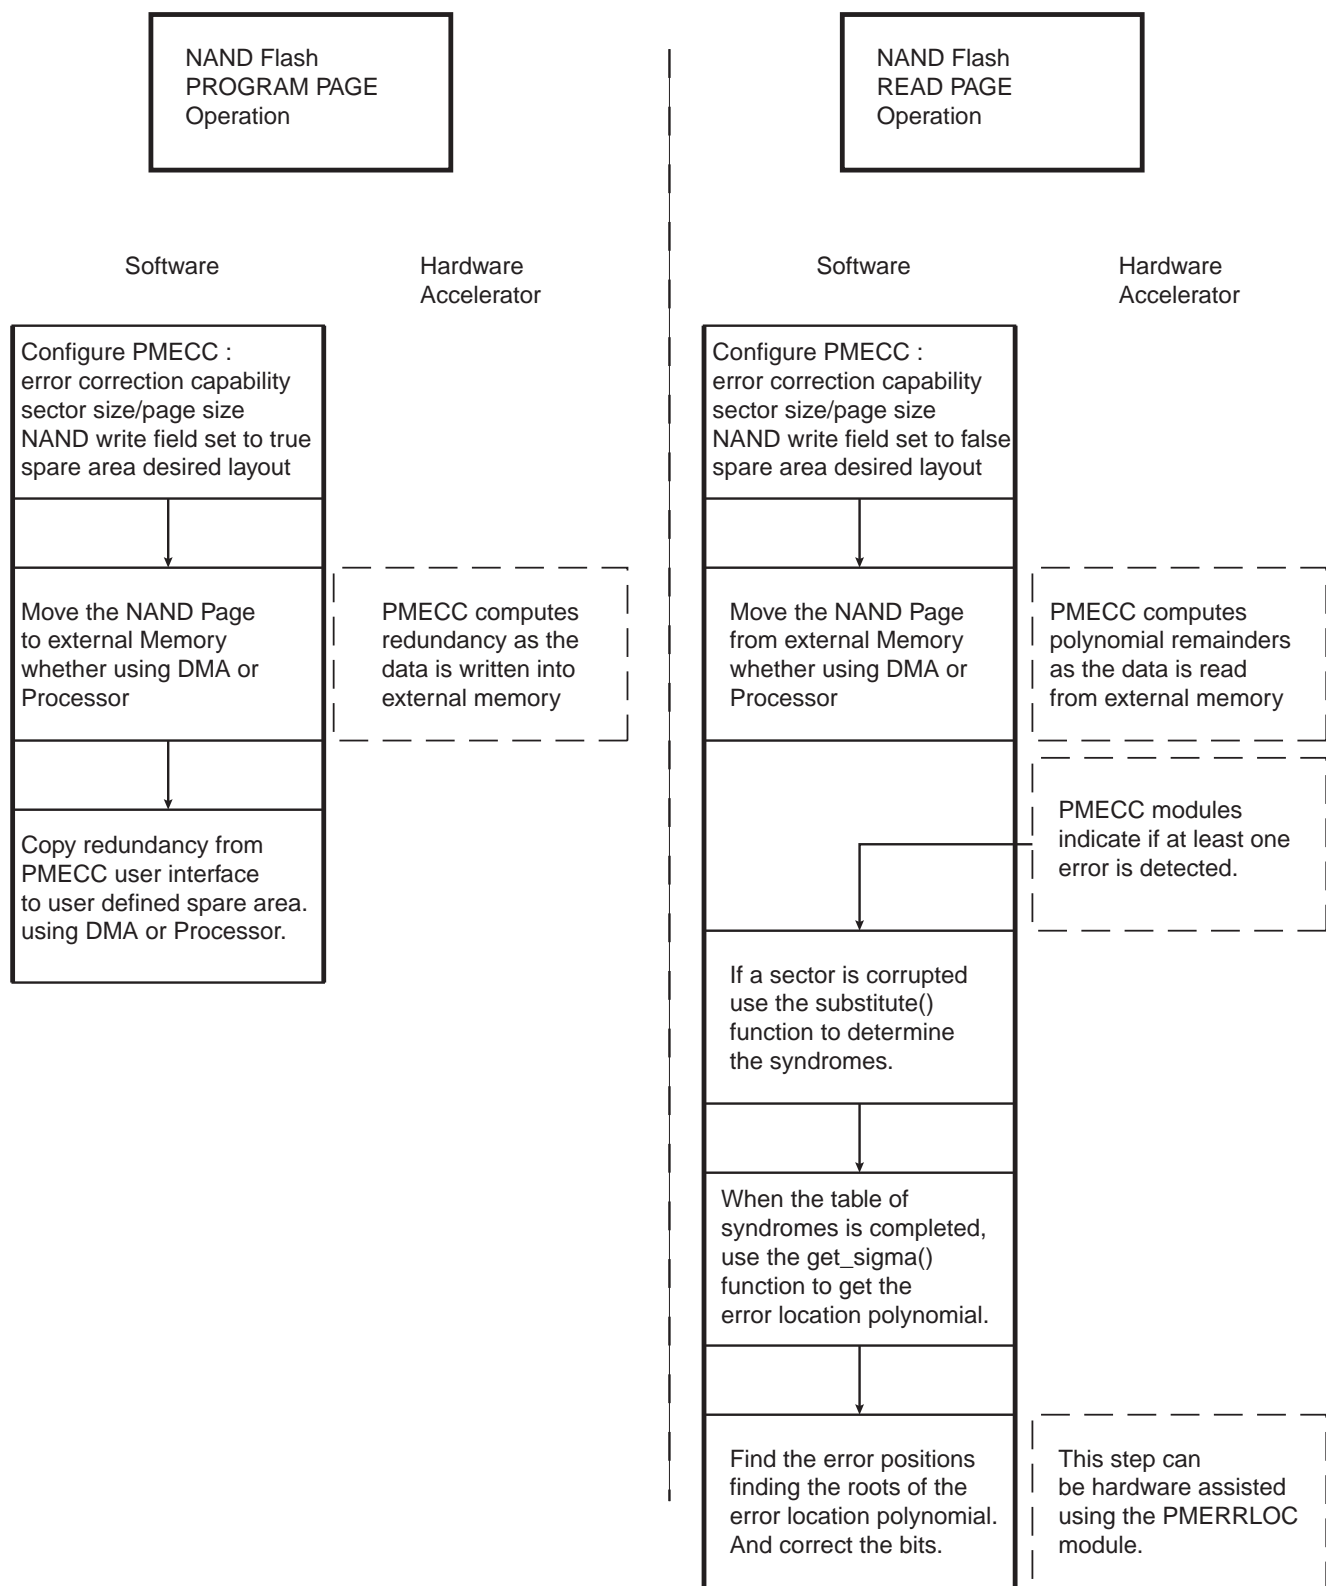 NAND Flash
PROGRAM PAGE
Operation
Software
Hardware
Accelerator
Configure PMECC :
error correction capability
sector size/page size
NAND write field set to true
spare area desired layout
Move the NAND Page
to external Memory
whether using DMA or
Processor
PMECC computes
redundancy as the
data is written into
external memory
Copy redundancy from
PMECC user interface
to user defined spare area.
using DMA or Processor.
NAND Flash
READ PAGE
Operation
Software
Hardware
Accelerator
Configure PMECC :
error correction capability
sector size/page size
NAND write field set to false
spare area desired layout
Move the NAND Page
from external Memory
whether using DMA or
Processor
PMECC computes
polynomial remainders
as the data is read
from external memory
PMECC modules
indicate if at least one
error is detected.
If a sector is corrupted
use the substitute()
function to determine
the syndromes.
When the table of
syndromes is completed,
use the get_sigma()
function to get the
error location polynomial.
Find the error positions
finding the roots of the
error location polynomial.
And correct the bits.
This step can
be hardware assisted
using the PMERRLOC
module.